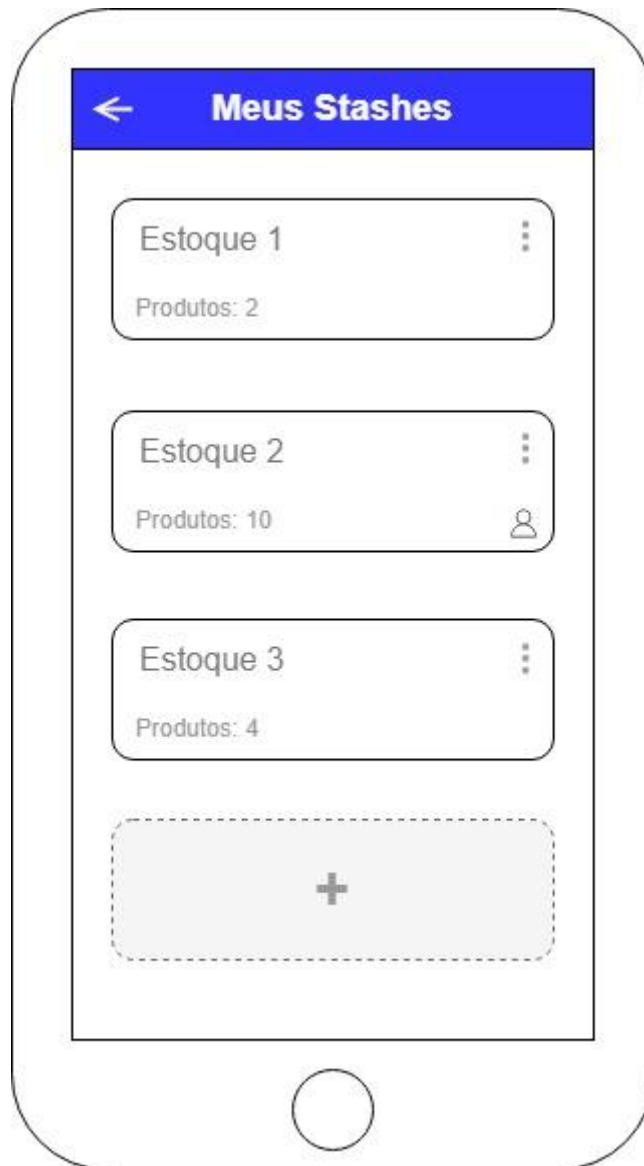 Meus Stashes
Estoque 1
Produtos: 2
Estoque 2
Produtos: 10
Estoque 3
Produtos: 4
+